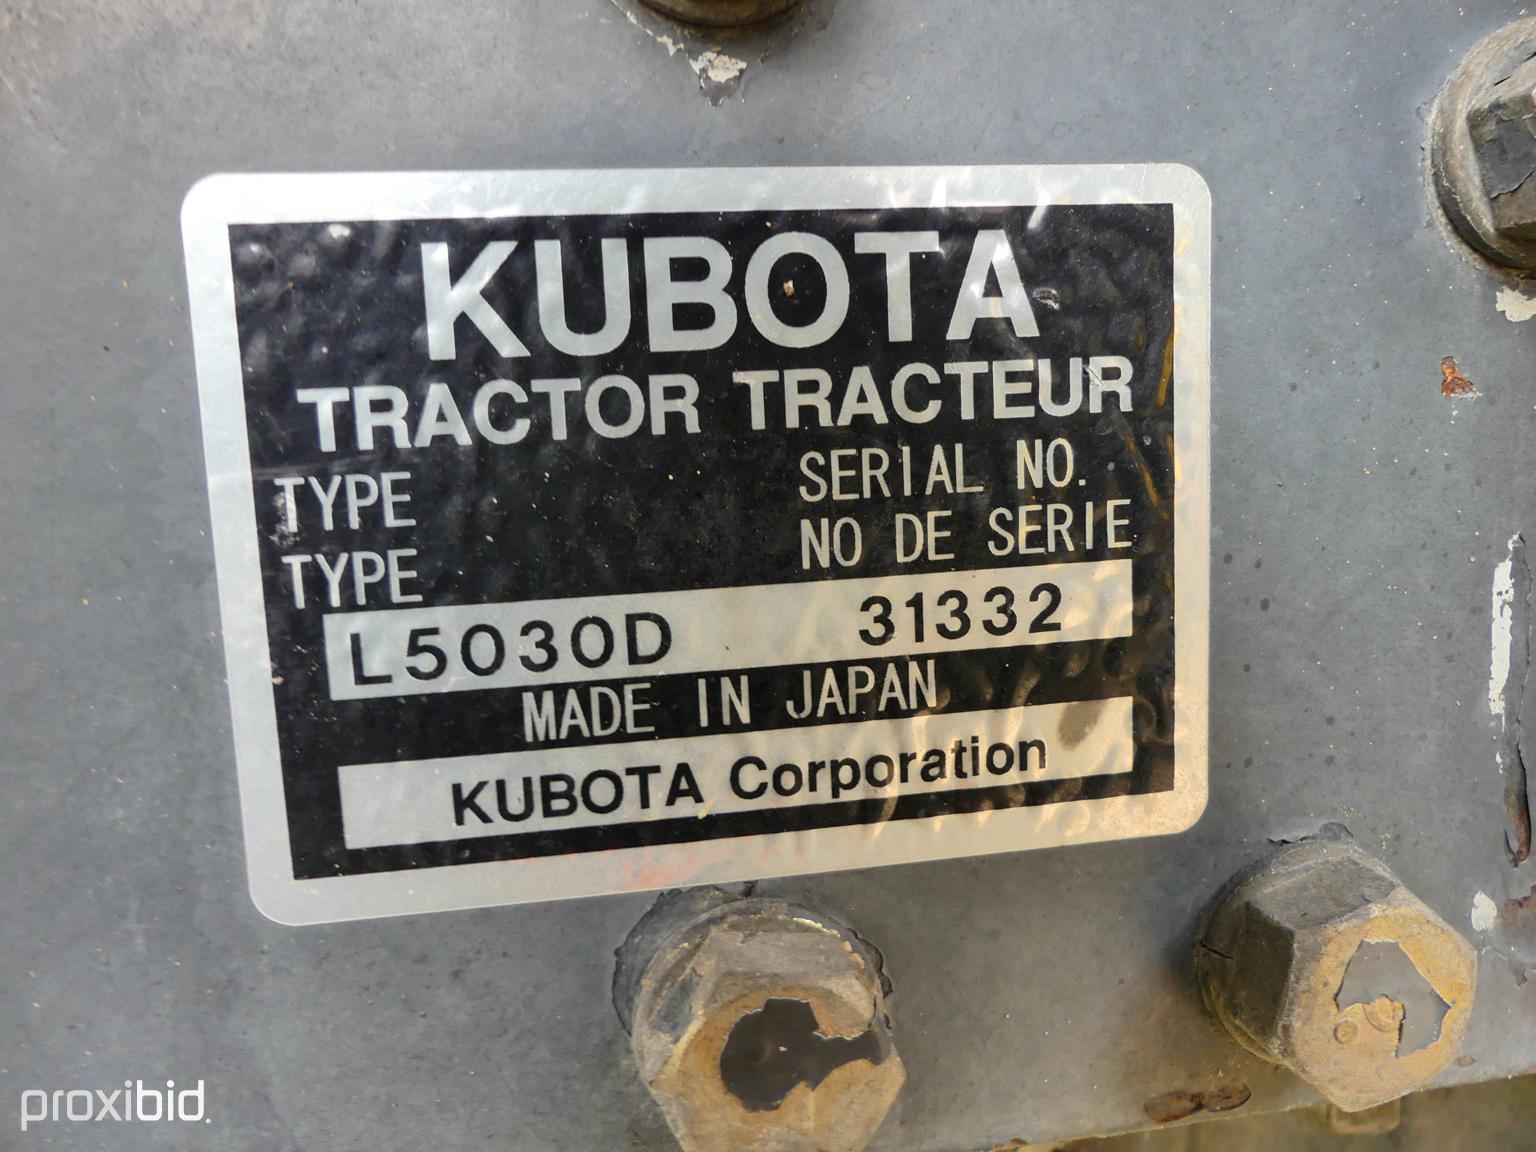 KUBOTA
TRACTOR TRACTEUR
TYPE SERIAL NO.
TYPE NO DE SERIE
L5030D 31332
MADE IN JAPAN
KUBOTA Corporation
proxibid.